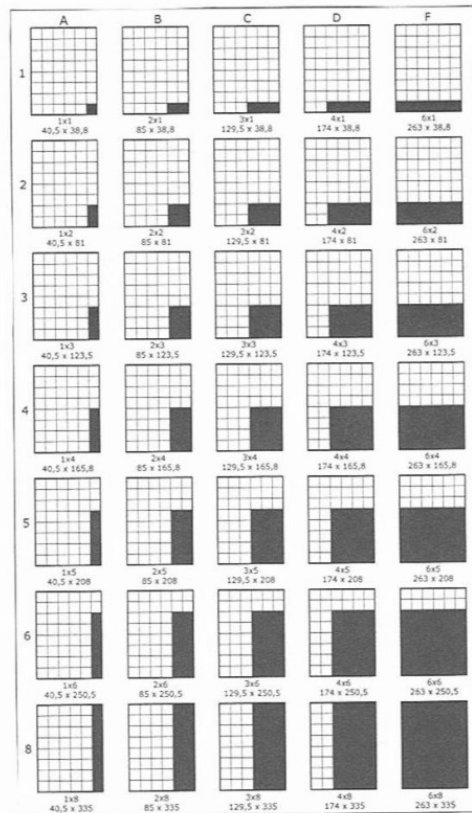 A B C D F
1
1x1 2x1 3x1 4x1 6x1
40,5 x 38,8 85 x 38,8 129,5 x 38,8 174 x 38,8 263 x 38,8
2
1x2 2x2 3x2 4x2 6x2
40,5 x 81 85 x 81 129,5 x 81 174 x 81 263 x 81
3
1x3 2x3 3x3 4x3 6x3
40,5 x 123,5 85 x 123,5 129,5 x 123,5 174 x 123,5 263 x 123,5
4
1x4 2x4 3x4 4x4 6x4
40,5 x 165,8 85 x 165,8 129,5 x 165,8 174 x 165,8 263 x 165,8
5
1x5 2x5 3x5 4x5 6x5
40,5 x 208 85 x 208 129,5 x 208 174 x 208 263 x 208
6
1x6 2x6 3x6 4x6 6x6
40,5 x 250,5 85 x 250,5 129,5 x 250,5 174 x 250,5 263 x 250,5
8
1x8 2x8 3x8 4x8 6x8
40,5 x 335 85 x 335 129,5 x 335 174 x 335 263 x 335